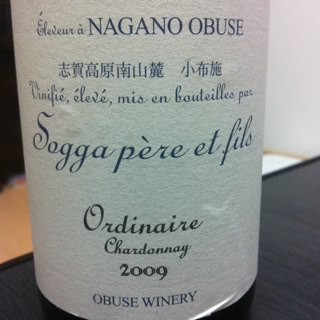 Éleveur à NAGANO OBUSE
志賀高原南山麓 小布施
Vinifié, élevé, mis en bouteilles par
Sogga père et fils
Ordinaire
Chardonnay
2009
OBUSE WINERY